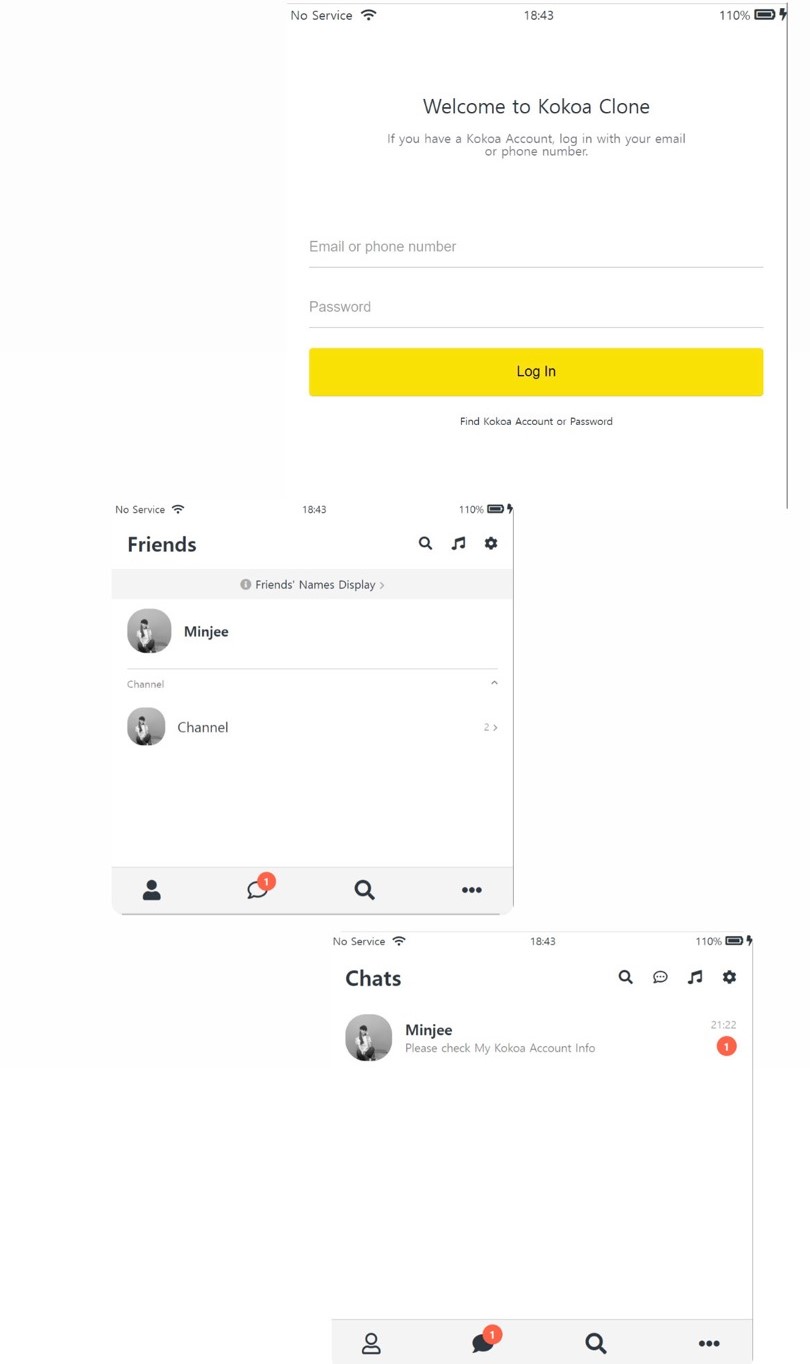 No Service 18:43 110%
Welcome to Kokoa Clone
If you have a Kokoa Account, log in with your email
or phone number.
Email or phone number
Password
Log In
Find Kokoa Account or Password
No Service 18:43 110%
Friends
Friends' Names Display
Minjee
Channel
Channel 2
1
No Service 18:43 110%
Chats
Minjee 21:22
Please check My Kokoa Account Info 1
1